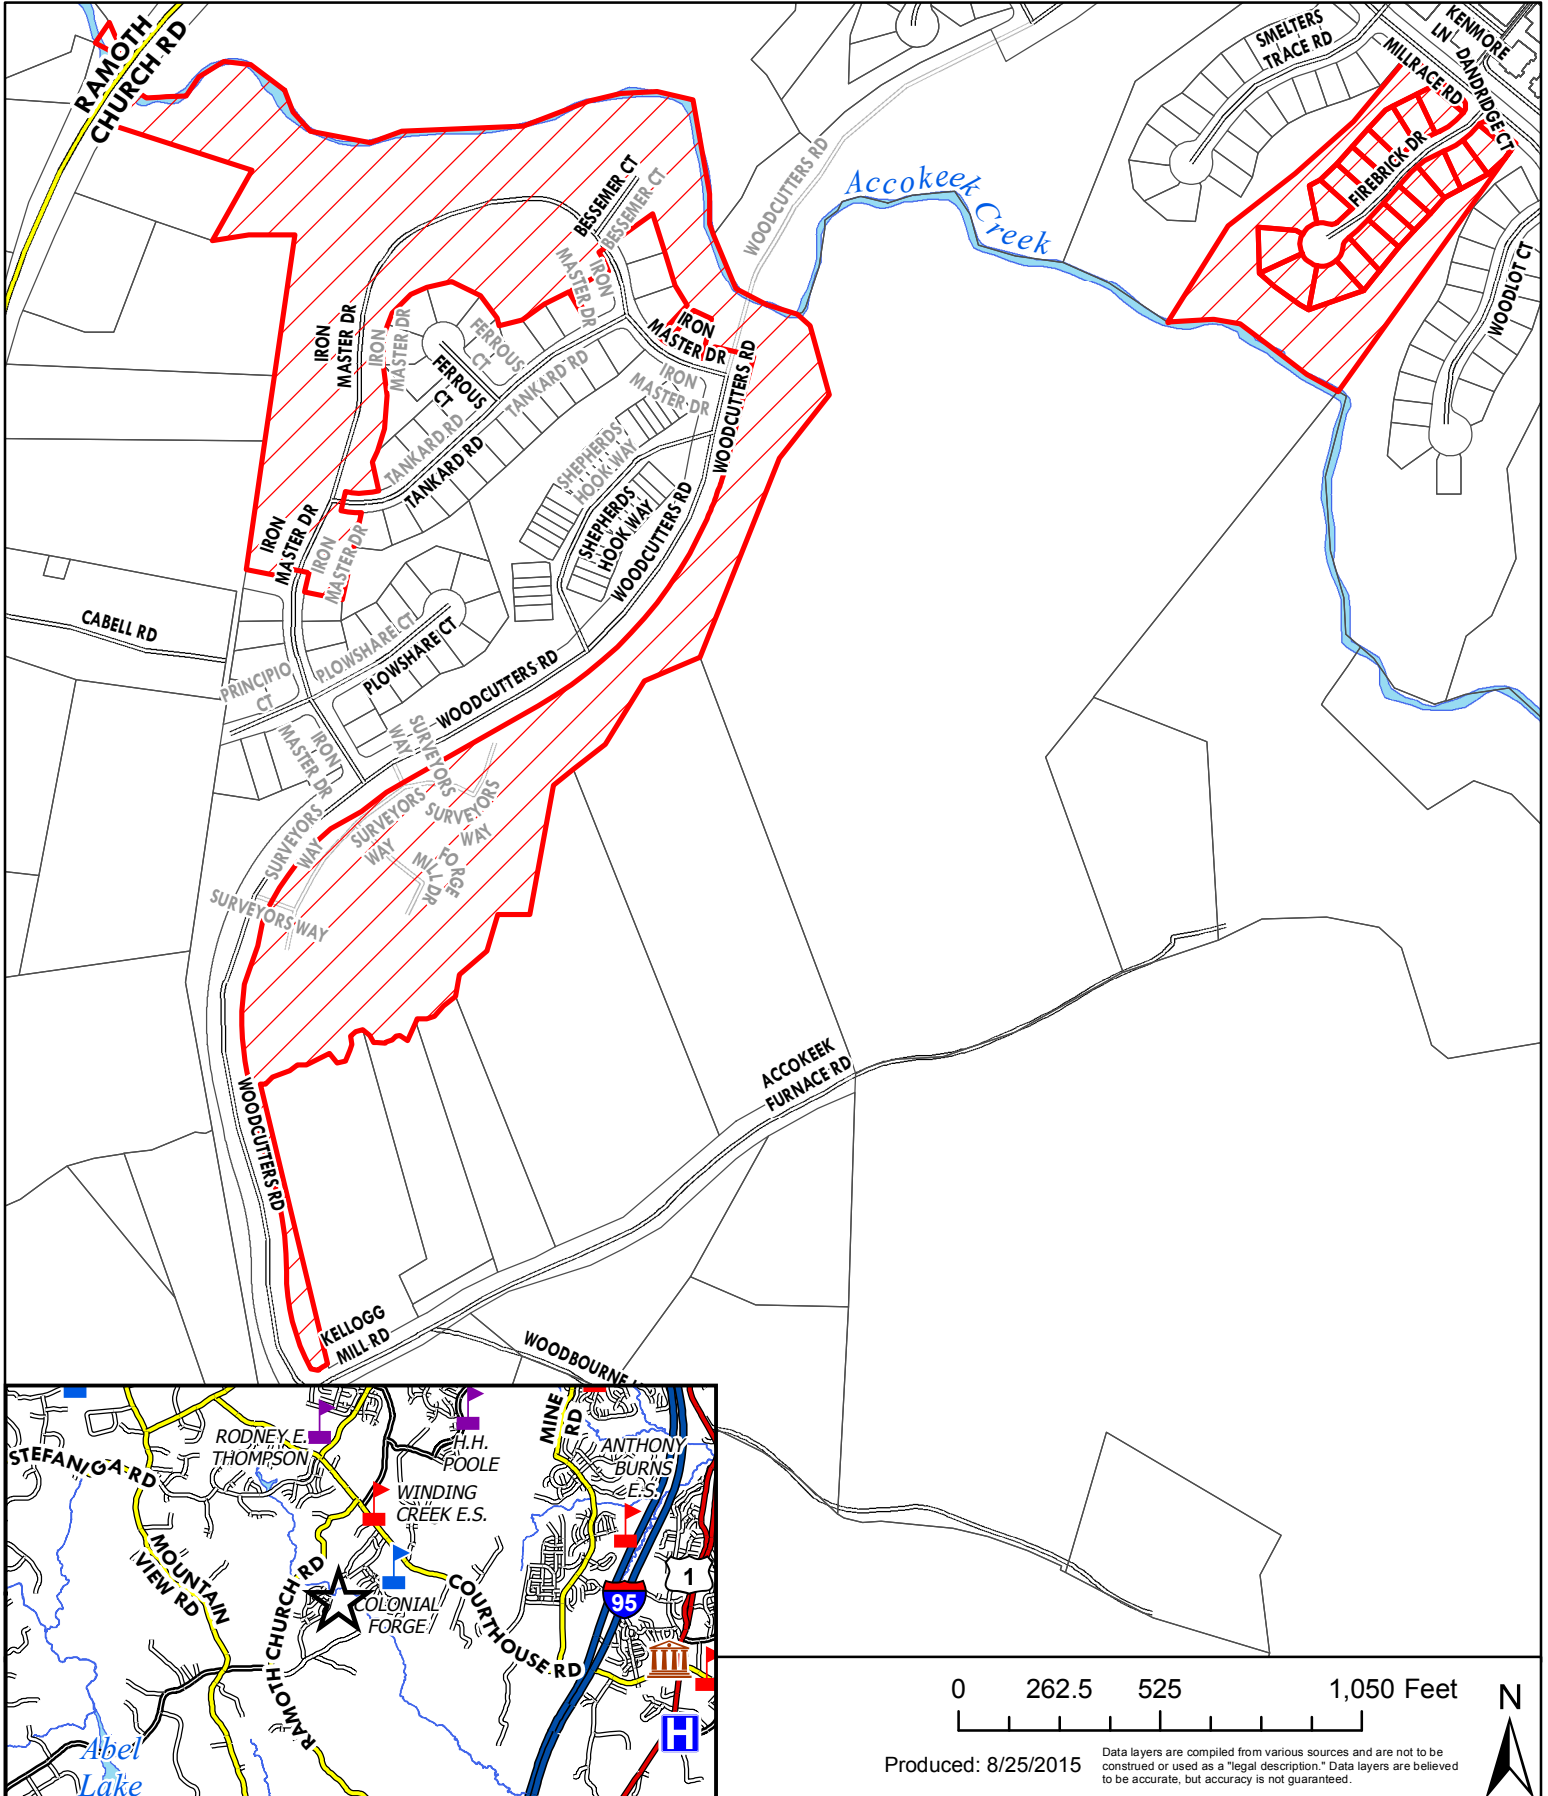 RAMOTH
CHURCH RD
SMELTERS
TRACE RD
KENMORE
LN
DANDRIDGE CT
MILLRACE RD
FIREBRICK DR
WOODLOT CT
WOODCUTTERS RD
Accokeek
Creek
BESSEMER CT
BESSEMER CT
IRON
MASTER DR
IRON
MASTER DR
IRON
MASTER DR
IRON
MASTER DR
IRON
MASTER DR
FERROUS
CT
FERROUS
CT
TANKARD RD
TANKARD RD
TANKARD RD
WOODCUTTERS RD
SHEPHERDS
HOOK WAY
SHEPHERDS
HOOK WAY
WOODCUTTERS RD
IRON
MASTER DR
IRON
MASTER DR
CABELL RD
PLOWSHARE CT
PLOWSHARE CT
PRINCIPIO
CT
WOODCUTTERS RD
IRON
MASTER DR
SURVEYORS
WAY
SURVEYORS
WAY
SURVEYORS
WAY
SURVEYORS
WAY
FORGE
MILL DR
SURVEYORS WAY
WOODCUTTERS RD
ACCOKEEK
FURNACE RD
KELLOGG
MILL RD
WOODBOURNE
RODNEY E.
THOMPSON
H.H.
POOLE
MINE
RD
ANTHONY
BURNS
E.S.
STEFANIGA RD
WINDING
CREEK E.S.
MOUNTAIN
VIEW RD
RAMOTH CHURCH RD
COLONIAL
FORGE
COURTHOUSE RD
95
1
RAMOTH
H
Abel
Lake
0 262.5 525 1,050 Feet
N
Produced: 8/25/2015
Data layers are compiled from various sources and are not to be
construed or used as a "legal description." Data layers are believed
to be accurate, but accuracy is not guaranteed.